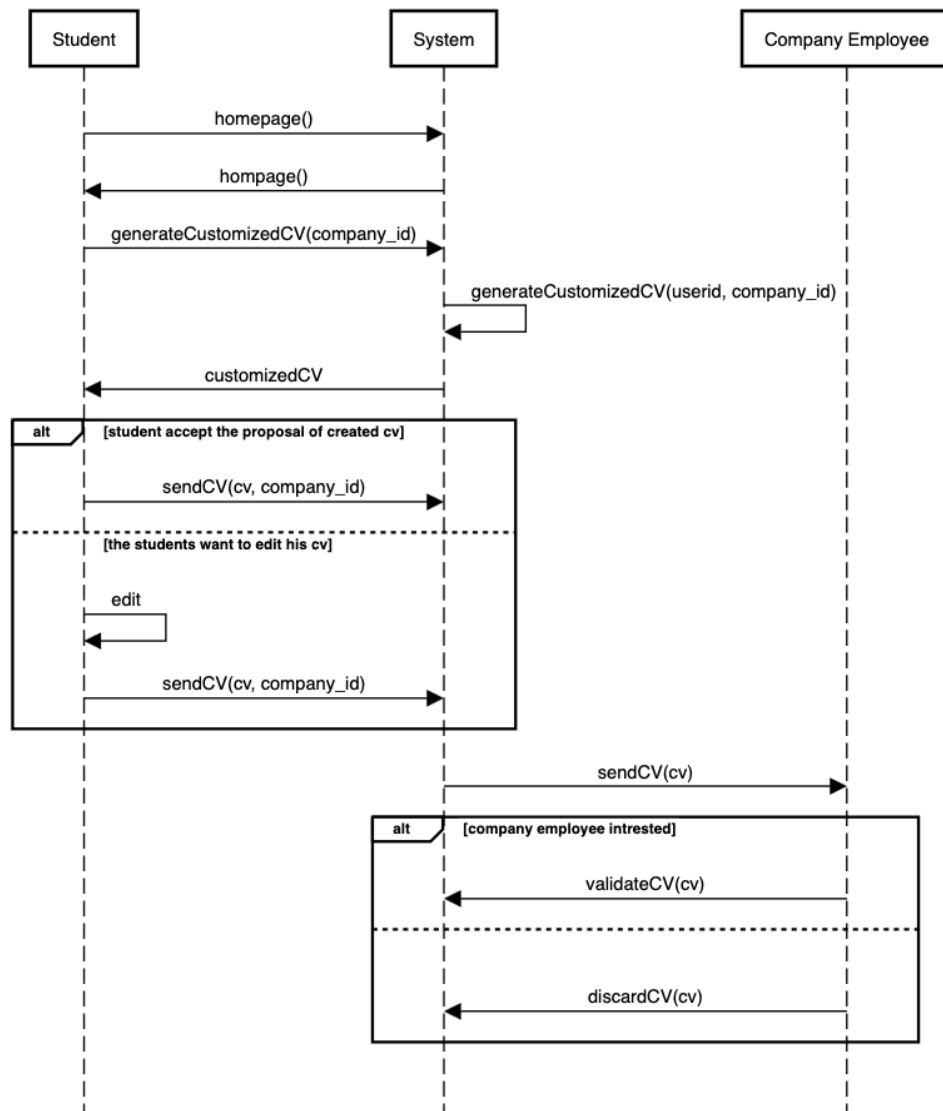 Student
System
Company Employee
homepage()
hompage()
generateCustomizedCV(company_id)
generateCustomizedCV(userid, company_id)
customizedCV
alt
[student accept the proposal of created cv]
sendCV(cv, company_id)
[the students want to edit his cv]
edit
sendCV(cv, company_id)
sendCV(cv)
alt
[company employee intrested]
validateCV(cv)
discardCV(cv)